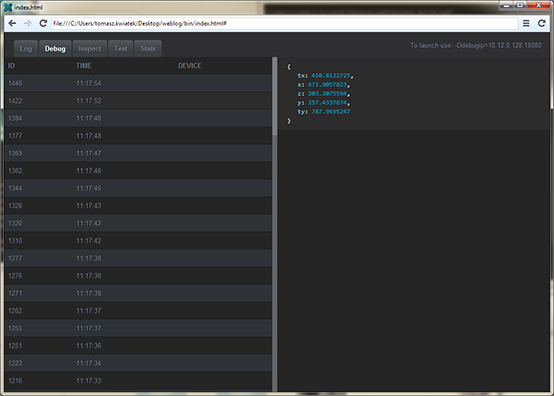 index.html
file:///C:/Users/tomasz.kwiatek/Desktop/weblog/bin/index.html#
Log Debug Inspect Test Stats
To launch use: -Ddebugip=10.12.0.128:18080
ID TIME DEVICE
1446 11:17:54
1422 11:17:52
1384 11:17:48
1377 11:17:48
1369 11:17:47
1362 11:17:46
1344 11:17:45
1328 11:17:43
1320 11:17:42
1310 11:17:42
1277 11:17:38
1276 11:17:38
1271 11:17:38
1262 11:17:37
1255 11:17:37
1251 11:17:36
1223 11:17:34
1216 11:17:33
{
tx: 410.8122725,
x: 671.9057823,
z: 203.2075594,
y: 257.4337674,
ty: 787.9695247
}